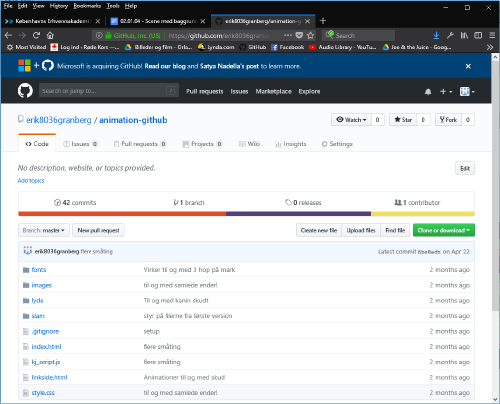 File Edit View History Bookmarks Tools Help
Københavns Erhvervsakademi
02.01.04 - Scene med baggrun
erik8036granberg/animation-g
GitHub, Inc. (US)
https://github.com/erik8036granberg
Search
Most Visited
Log ind - Røde Kors -...
Billeder og film - Orl...
lynda.com
GitHub
Facebook
Audio Library - YouTu...
Joe & the Juice - Goog...
Microsoft is acquiring GitHub! Read our blog and Satya Nadella's post to learn more.
Search or jump to...
Pull requests Issues Marketplace Explore
erik8036granberg / animation-github
Watch 0 Star 0 Fork 0
Code Issues 0 Pull requests 0 Projects 0 Wiki Insights Settings
No description, website, or topics provided.
Edit
Add topics
42 commits 1 branch 0 releases 1 contributor
Branch: master New pull request Create new file Upload files Find file Clone or download
erik8036granberg flere småting Latest commit on Apr 22
fonts Virker til og med 3 hop på mark 2 months ago
images til og med samlede ender! 2 months ago
lyde Til og med kanin skudt 2 months ago
slam styr på filerne fra første version 2 months ago
.gitignore setup 2 months ago
index.html flere småting 2 months ago
kj_script.js flere småting 2 months ago
linkside.html Animationer til og med skud 2 months ago
style.css til og med samlede ender! 2 months ago